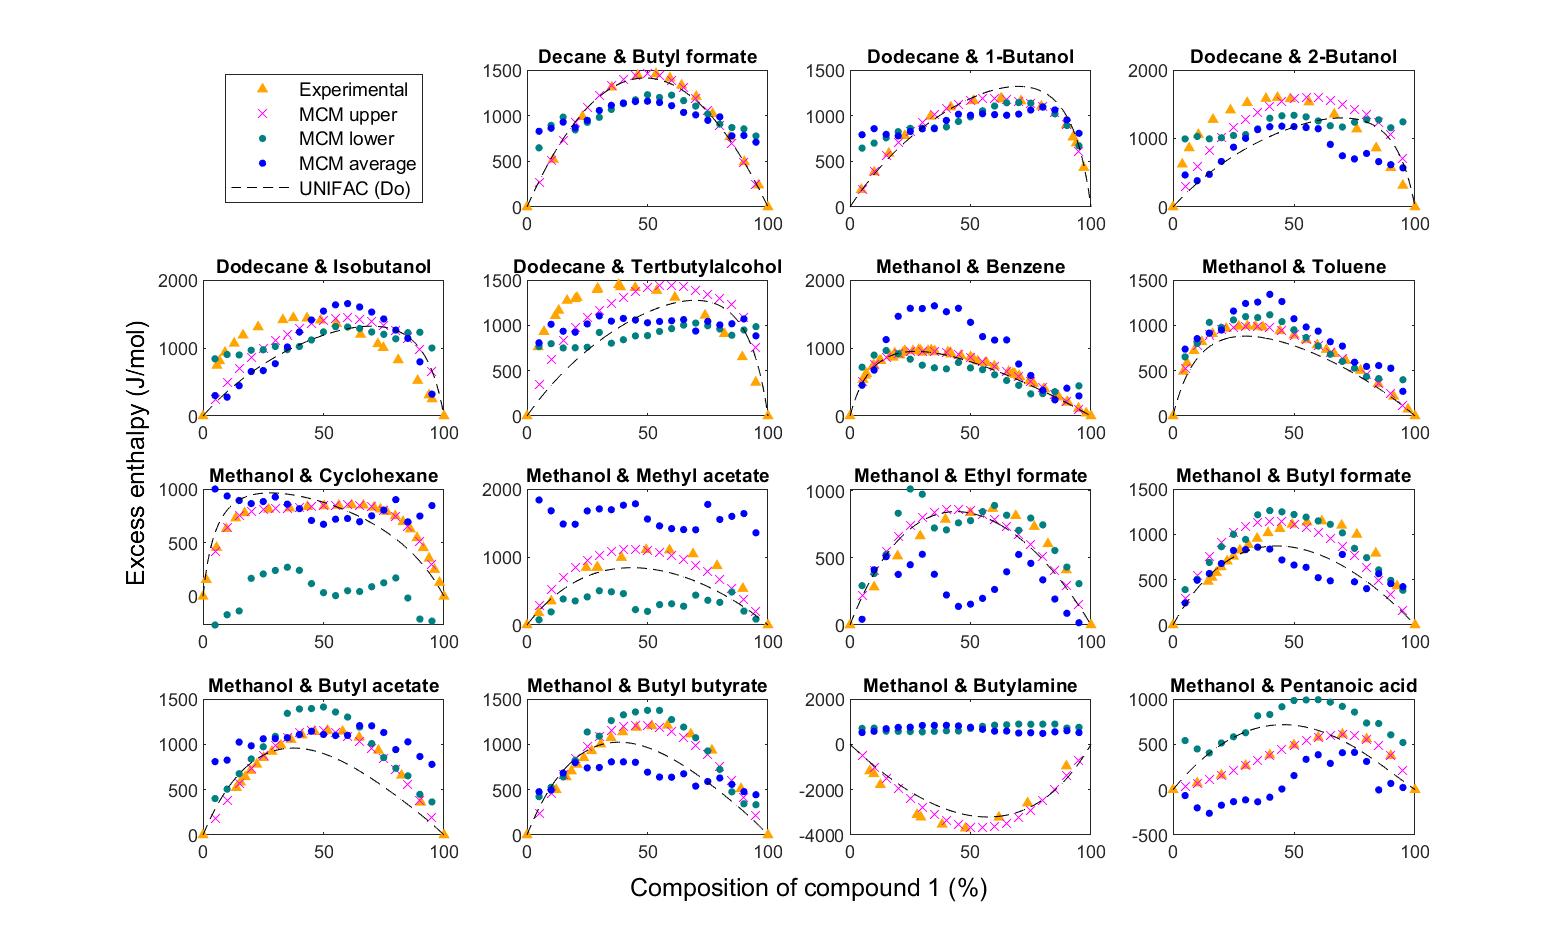 Decane & Butyl formate
Dodecane & 1-Butanol
Dodecane & 2-Butanol
Experimental
MCM upper
MCM lower
MCM average
UNIFAC (Do)
1500
1000
500
0
0 50 100
1500
1000
500
0
0 50 100
2000
1000
0
0 50 100
Dodecane & Isobutanol
Dodecane & Tertbutylalcohol
Methanol & Benzene
Methanol & Toluene
2000
1000
0
0 50 100
1500
1000
500
0
0 50 100
2000
1000
0
0 50 100
1500
1000
500
0
0 50 100
Excess enthalpy (J/mol)
Methanol & Cyclohexane
Methanol & Methyl acetate
Methanol & Ethyl formate
Methanol & Butyl formate
1000
500
0
0 50 100
2000
1000
0
0 50 100
1000
500
0
0 50 100
1500
1000
500
0
0 50 100
Methanol & Butyl acetate
Methanol & Butyl butyrate
Methanol & Butylamine
Methanol & Pentanoic acid
1500
1000
500
0
0 50 100
1500
1000
500
0
0 50 100
2000
0
-2000
-4000
0 50 100
1000
500
0
-500
0 50 100
Composition of compound 1 (%)